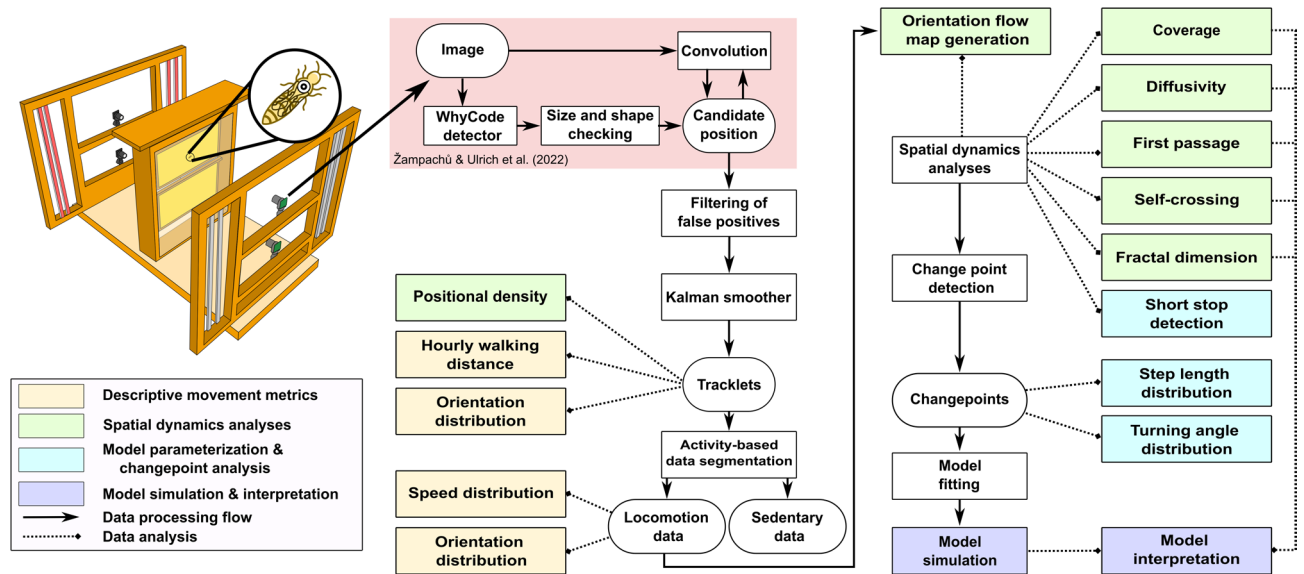 Image
Convolution
WhyCode
detector
Size and shape
checking
Candidate
position
Žampachů & Ulrich et al. (2022)
Filtering of
false positives
Kalman smoother
Tracklets
Activity-based
data segmentation
Locomotion
data
Sedentary
data
Positional density
Hourly walking
distance
Orientation
distribution
Speed distribution
Orientation
distribution
Descriptive movement metrics
Spatial dynamics analyses
Model parameterization &
changepoint analysis
Model simulation & interpretation
Data processing flow
Data analysis
Orientation flow
map generation
Spatial dynamics
analyses
Change point
detection
Changepoints
Model
fitting
Model
simulation
Coverage
Diffusivity
First passage
Self-crossing
Fractal dimension
Short stop
detection
Step length
distribution
Turning angle
distribution
Model
interpretation